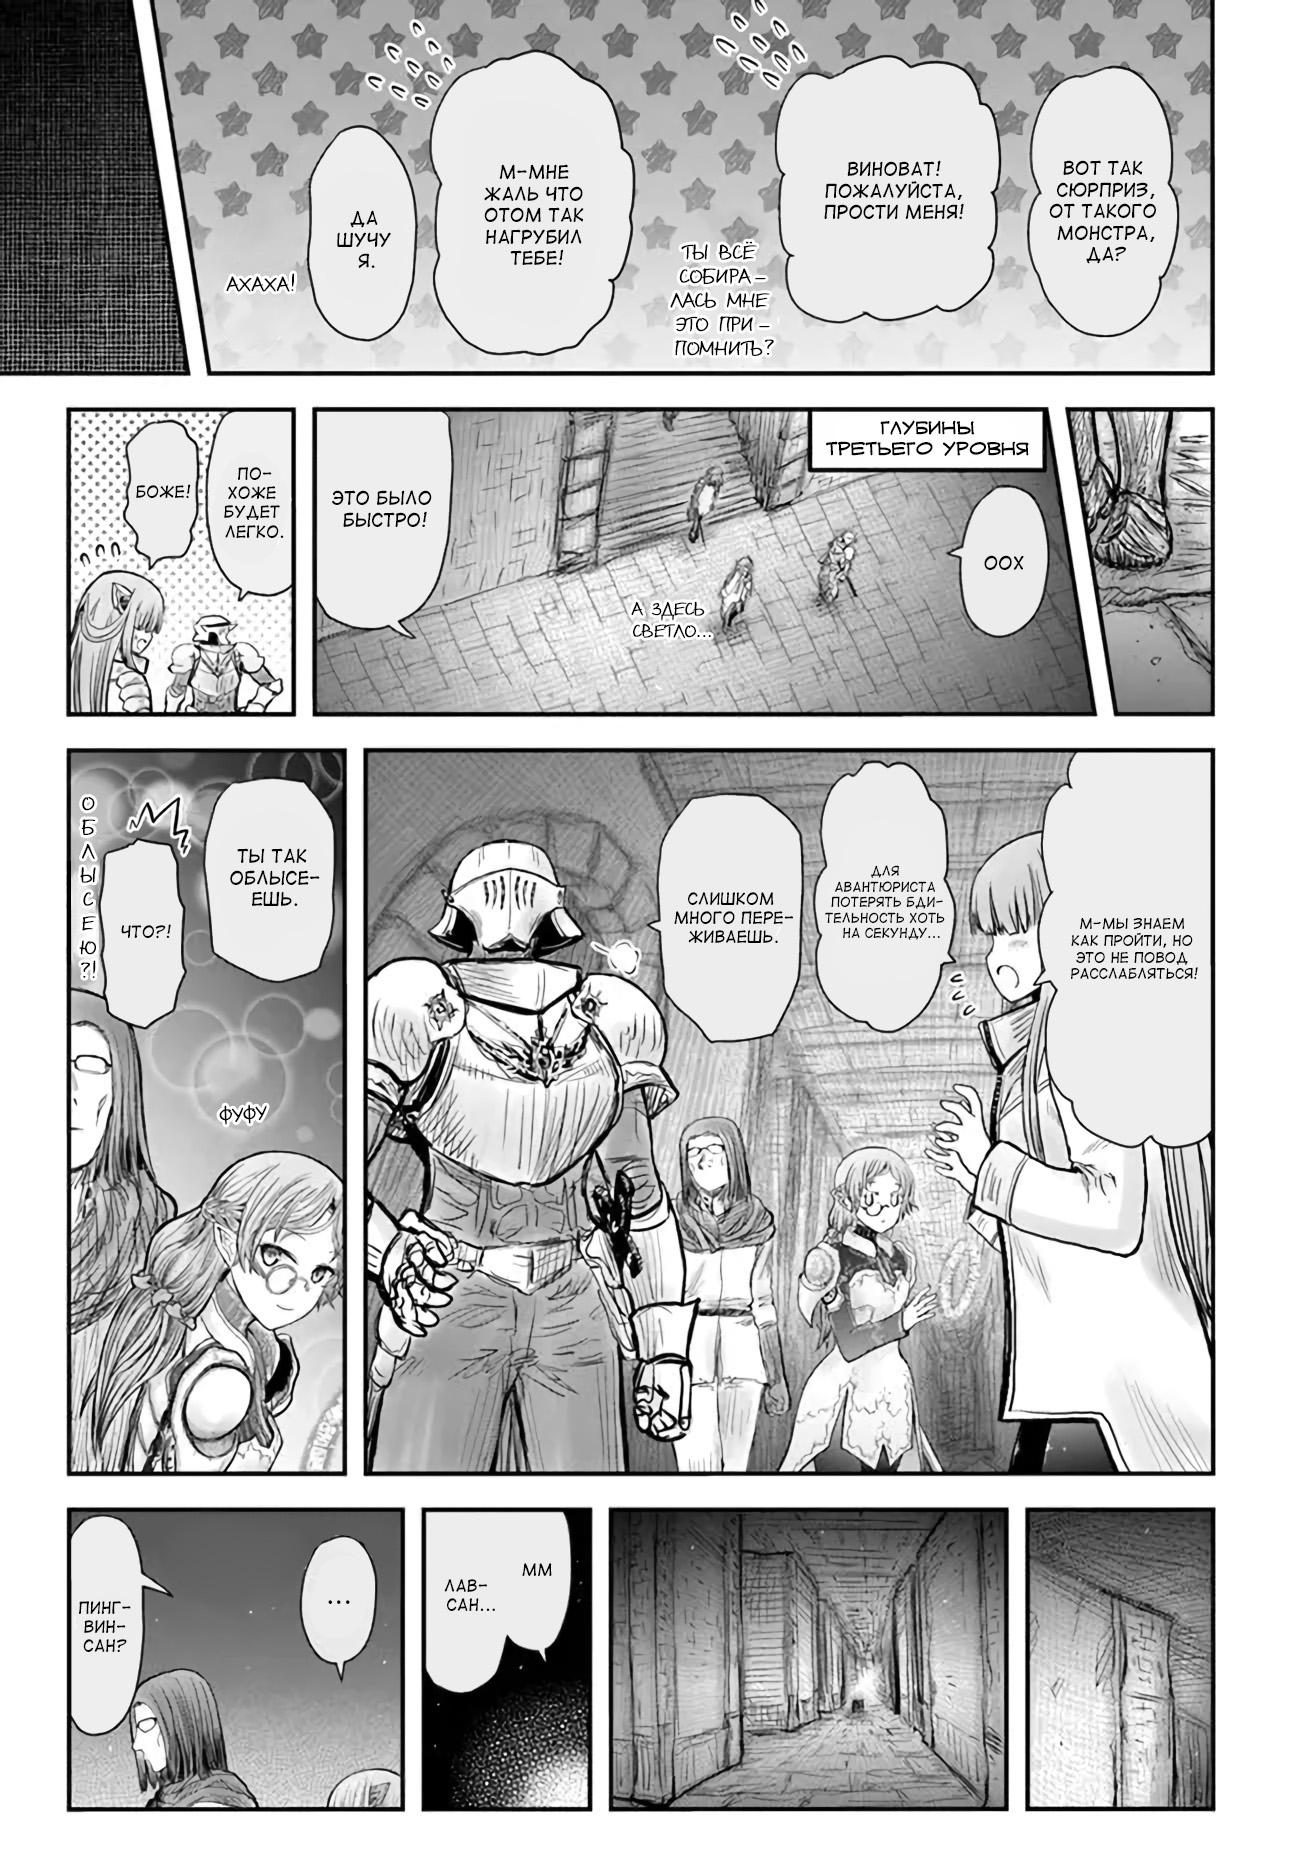 ВОТ ТАК
СЮРПРИЗ,
ОТ ТАКОГО
МОНСТРА,
ДА?
ВИНОВАТ!
ПОЖАЛУЙСТА,
ПРОСТИ МЕНЯ!
ТЫ ВСЁ
СОБИРА –
ЛАСЬ МНЕ
ЭТО ПРИ –
ПОМНИТЬ?
М-МНЕ
ЖАЛЬ ЧТО
ОТОМ ТАК
НАГРУБИЛ
ТЕБЕ!
ДА
ШУЧУ
Я.
АХАХА!
ГЛУБИНЫ
ТРЕТЬЕГО УРОВНЯ
ООХ
А ЗДЕСЬ
СВЕТЛО...
ЭТО БЫЛО
БЫСТРО!
ПО-
ХОЖЕ
БУДЕТ
ЛЕГКО.
БОЖЕ!
М-МЫ ЗНАЕМ
КАК ПРОЙТИ, НО
ЭТО НЕ ПОВОД
РАССЛАБЛЯТЬСЯ!
ДЛЯ
АВАНТЮРИСТА
ПОТЕРЯТЬ БДИ-
ТЕЛЬНОСТЬ ХОТЬ
НА СЕКУНДУ...
СЛИШКОМ
МНОГО ПЕРЕ-
ЖИВАЕШЬ.
ТЫ ТАК
ОБЛЫСЕ-
ЕШЬ.
ЧТО?!
ОБЛЫСЕЮ?!
ФУФУ
ММ
ЛАВ-
САН...
...
ПИНГ-
ВИН-
САН?